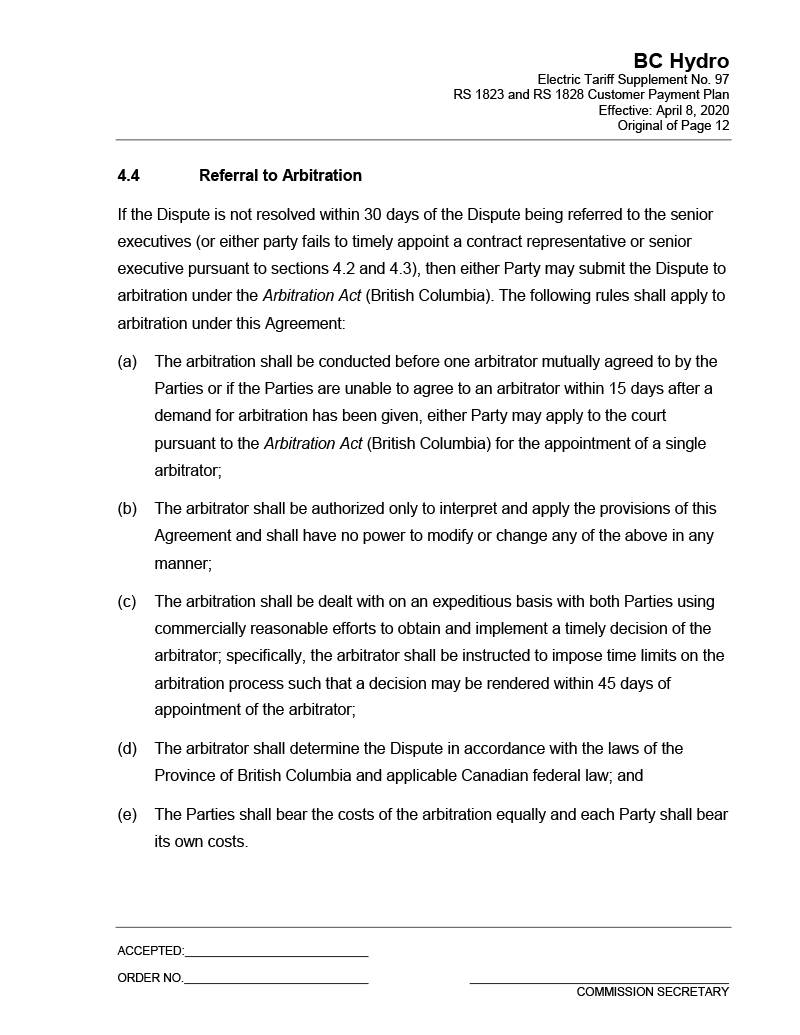 BC Hydro
Electric Tariff Supplement No. 97
RS 1823 and RS 1828 Customer Payment Plan
Effective: April 8, 2020
Original of Page 12
4.4 Referral to Arbitration
If the Dispute is not resolved within 30 days of the Dispute being referred to the senior
executives (or either party fails to timely appoint a contract representative or senior
executive pursuant to sections 4.2 and 4.3), then either Party may submit the Dispute to
arbitration under the Arbitration Act (British Columbia). The following rules shall apply to
arbitration under this Agreement:
(a) The arbitration shall be conducted before one arbitrator mutually agreed to by the
Parties or if the Parties are unable to agree to an arbitrator within 15 days after a
demand for arbitration has been given, either Party may apply to the court
pursuant to the Arbitration Act (British Columbia) for the appointment of a single
arbitrator;
(b) The arbitrator shall be authorized only to interpret and apply the provisions of this
Agreement and shall have no power to modify or change any of the above in any
manner;
(c) The arbitration shall be dealt with on an expeditious basis with both Parties using
commercially reasonable efforts to obtain and implement a timely decision of the
arbitrator; specifically, the arbitrator shall be instructed to impose time limits on the
arbitration process such that a decision may be rendered within 45 days of
appointment of the arbitrator;
(d) The arbitrator shall determine the Dispute in accordance with the laws of the
Province of British Columbia and applicable Canadian federal law; and
(e) The Parties shall bear the costs of the arbitration equally and each Party shall bear
its own costs.
ACCEPTED:
ORDER NO.
COMMISSION SECRETARY